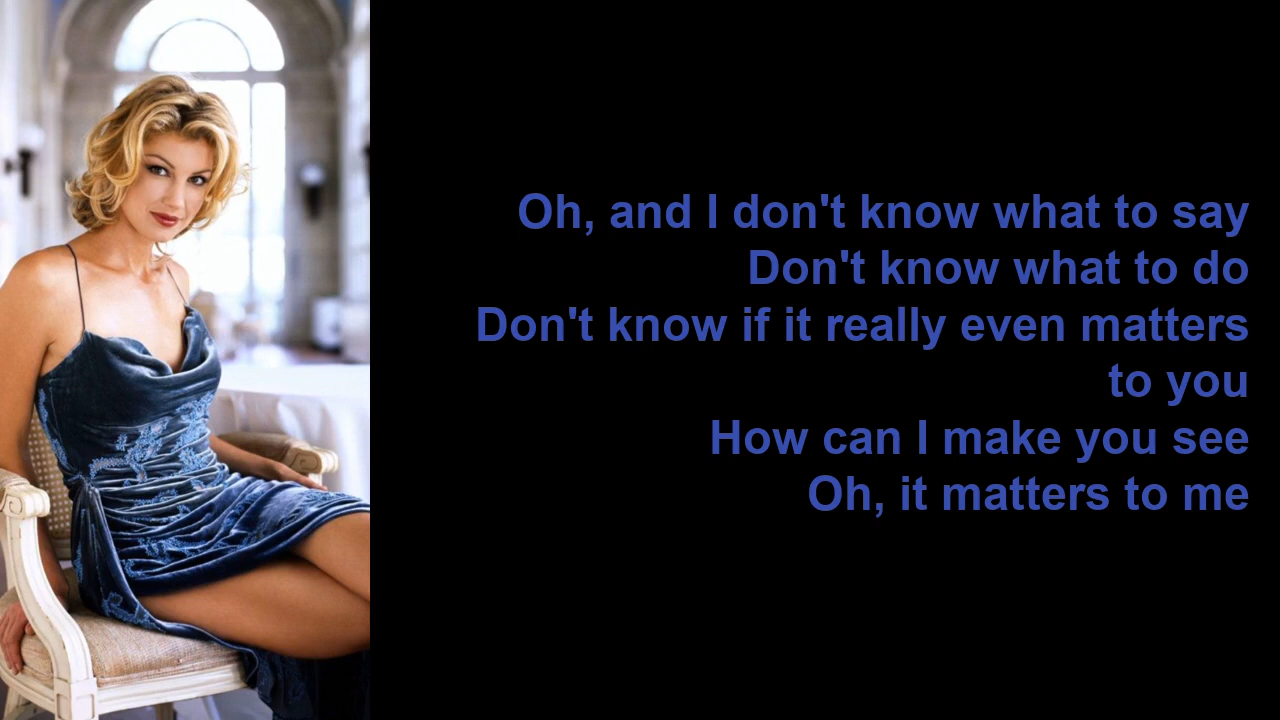 Oh, and I don't know what to say
Don't know what to do
Don't know if it really even matters
to you
How can I make you see
Oh, it matters to me